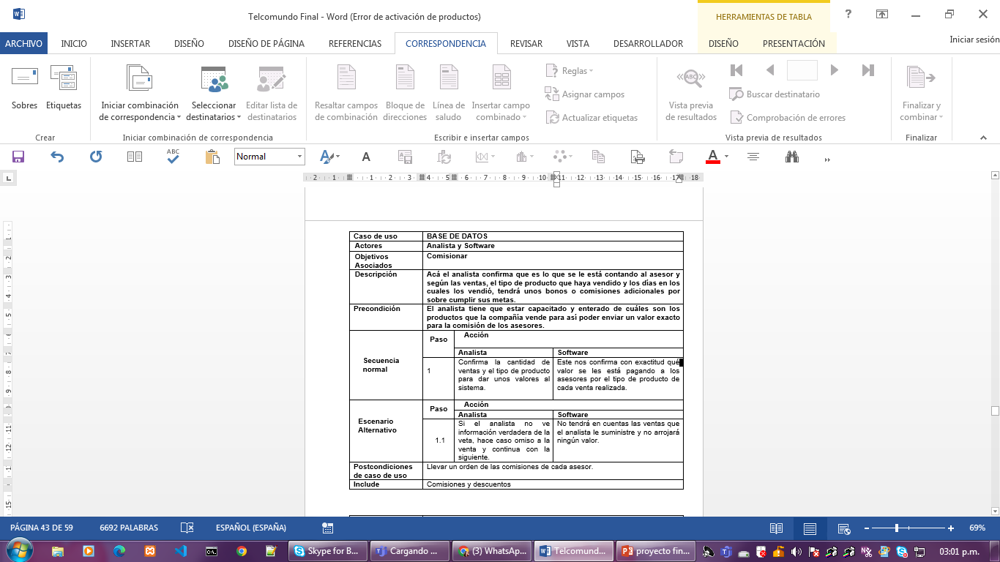 Telcomundo Final - Word (Error de activación de productos)
HERRAMIENTAS DE TABLA
?
ARCHIVO INICIO INSERTAR DISEÑO DISEÑO DE PÁGINA REFERENCIAS CORRESPONDENCIA REVISAR VISTA DESARROLLADOR DISEÑO PRESENTACIÓN
Iniciar sesión
Sobres Etiquetas
Iniciar combinación de correspondencia
Seleccionar destinatarios
Editar lista de destinatarios
Resaltar campos de combinación
Bloque de direcciones
Línea de saludo
Insertar campo combinado
Reglas
Asignar campos
Actualizar etiquetas
ABC
Vista previa de resultados
Buscar destinatario
Comprobación de errores
Finalizar y combinar
Crear
Iniciar combinación de correspondencia
Escribir e insertar campos
Vista previa de resultados
Finalizar
ABC
Normal
A A A
2 1 1 2 3 4 5 6 7 8 9 10 11 12 13 14 15 16 17 18
Caso de uso BASE DE DATOS
Actores Analista y Software
Objetivos Comisionar
Asociados
Descripción Acá el analista confirma que es lo que se le está contando al asesor y
según las ventas, el tipo de producto que haya vendido y los días en los
cuales los vendió, tendrá unos bonos o comisiones adicionales por
sobre cumplir sus metas.
Precondición El analista tiene que estar capacitado y enterado de cuáles son los
productos que la compañía vende para así poder enviar un valor exacto
para la comisión de los asesores.
Secuencia normal
Paso Acción
Analista Software
1
Confirma la cantidad de
ventas y el tipo de producto
para dar unos valores al
sistema.
Este nos confirma con exactitud qué
valor se les está pagando a los
asesores por el tipo de producto de
cada venta realizada.
Escenario
Alternativo
Paso Acción
Analista Software
1.1
Si el analista no ve
información verdadera de la
veta, hace caso omiso a la
venta y continua con la
siguiente.
No tendrá en cuentas las ventas que
el analista le suministre y no arrojará
ningún valor.
Postcondiciones Llevar un orden de las comisiones de cada asesor.
de caso de uso
Include Comisiones y descuentos
PÁGINA 43 DE 59 6692 PALABRAS ESPAÑOL (ESPAÑA) 69%
Skype for B... Cargando ... (3) WhatsAp... Telcomund... proyecto fin... 03:01 p.m.